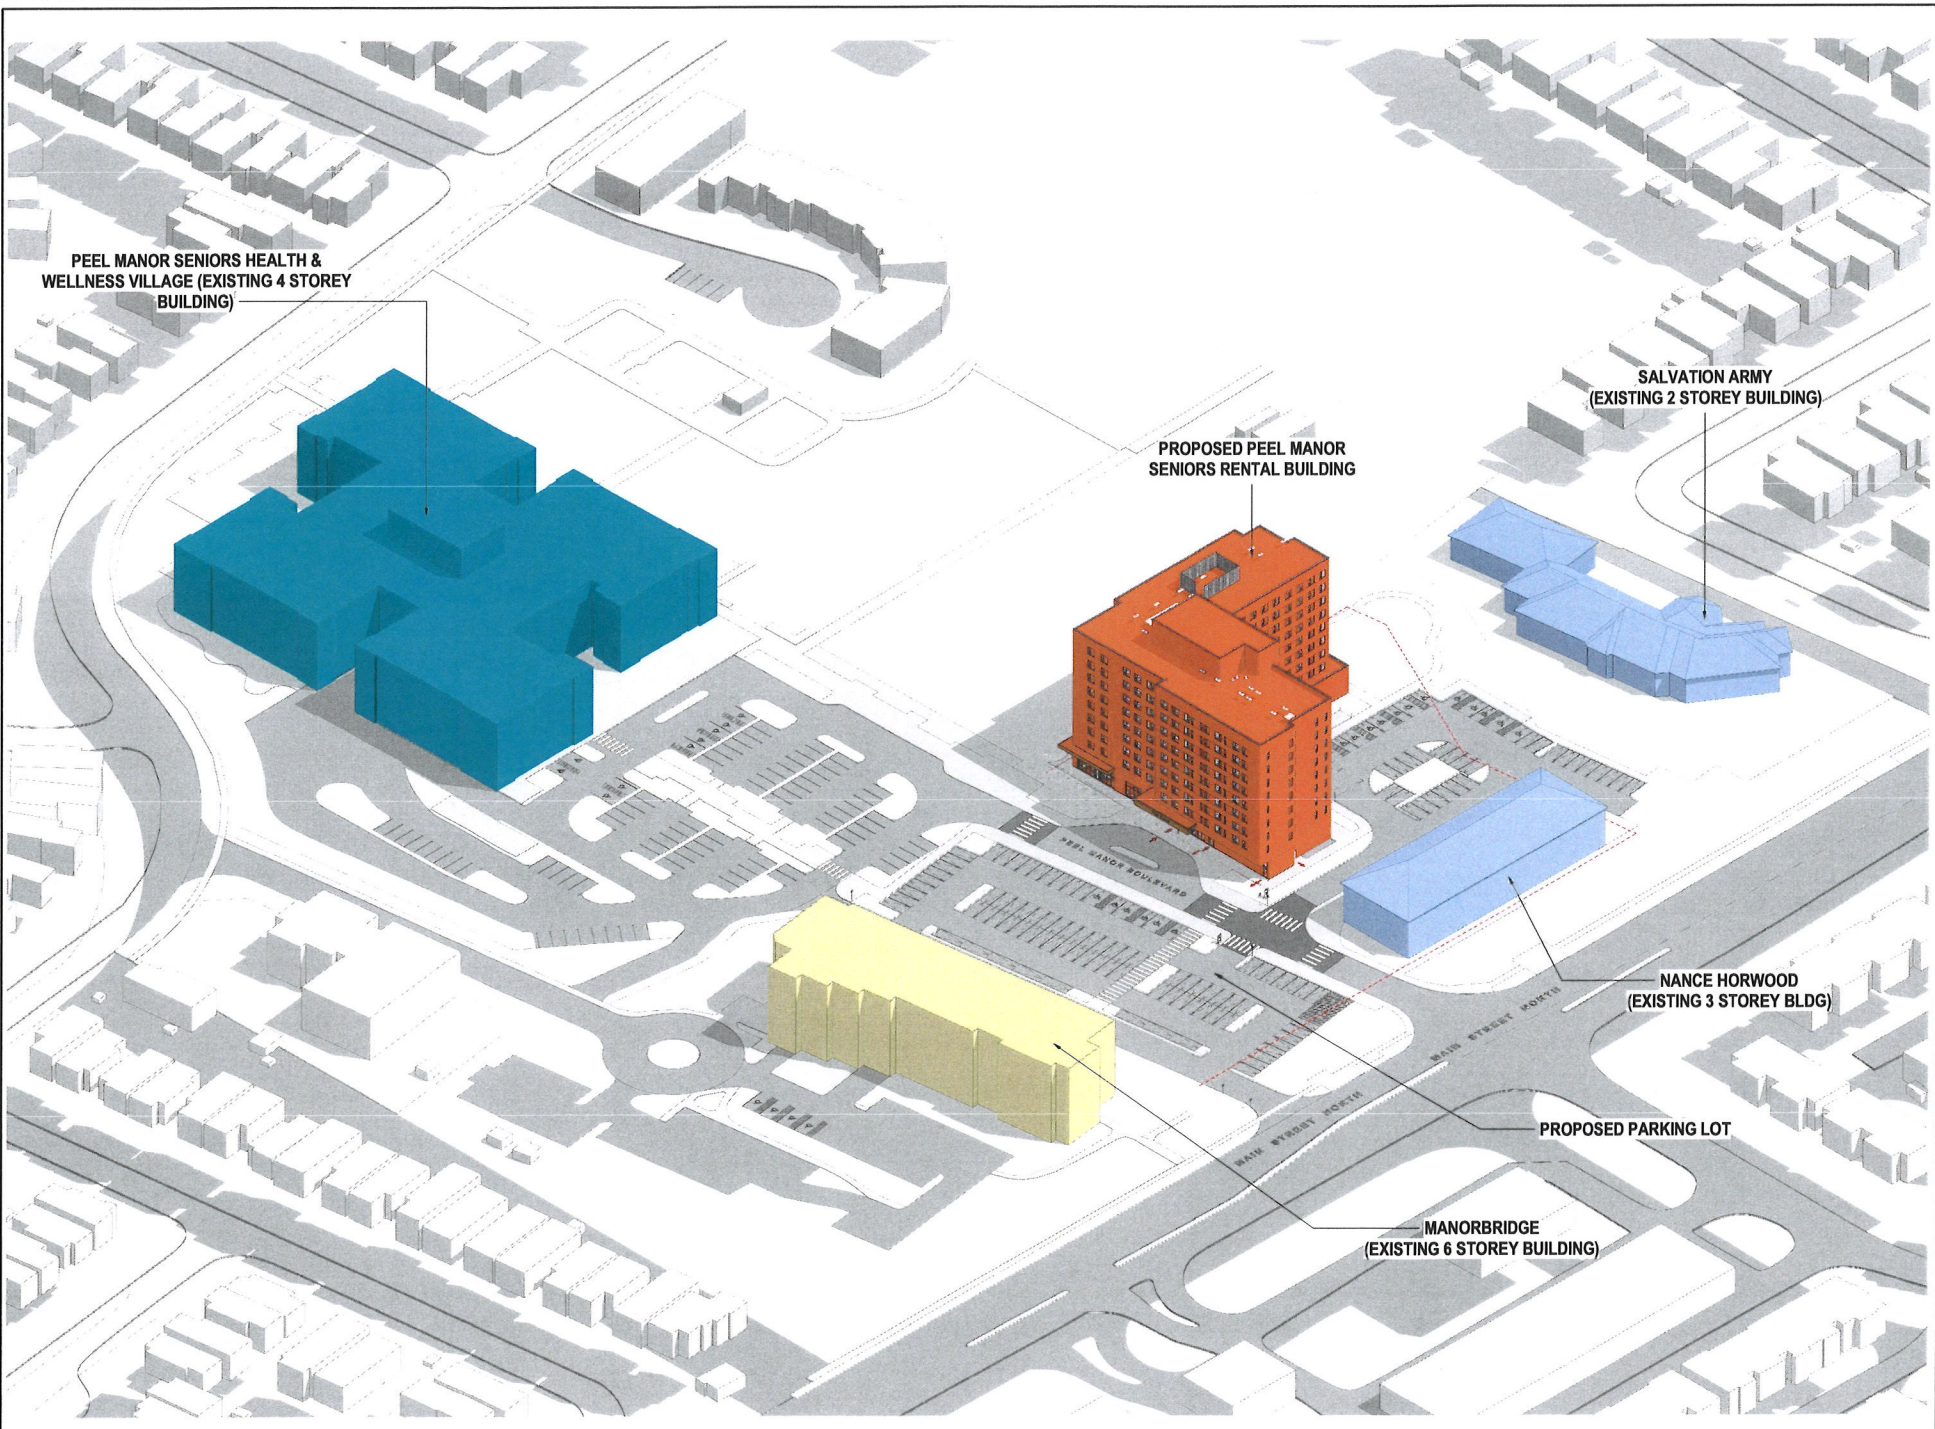 PEEL MANOR SENIORS HEALTH &
WELLNESS VILLAGE (EXISTING 4 STOREY
BUILDING)
SALVATION ARMY
(EXISTING 2 STOREY BUILDING)
PROPOSED PEEL MANOR
SENIORS RENTAL BUILDING
PEEL MANOR BOULEVARD
NANCE HORWOOD
(EXISTING 3 STOREY BLDG)
MAIN STREET NORTH
MAIN STREET NORTH
PROPOSED PARKING LOT
MANORBRIDGE
(EXISTING 6 STOREY BUILDING)